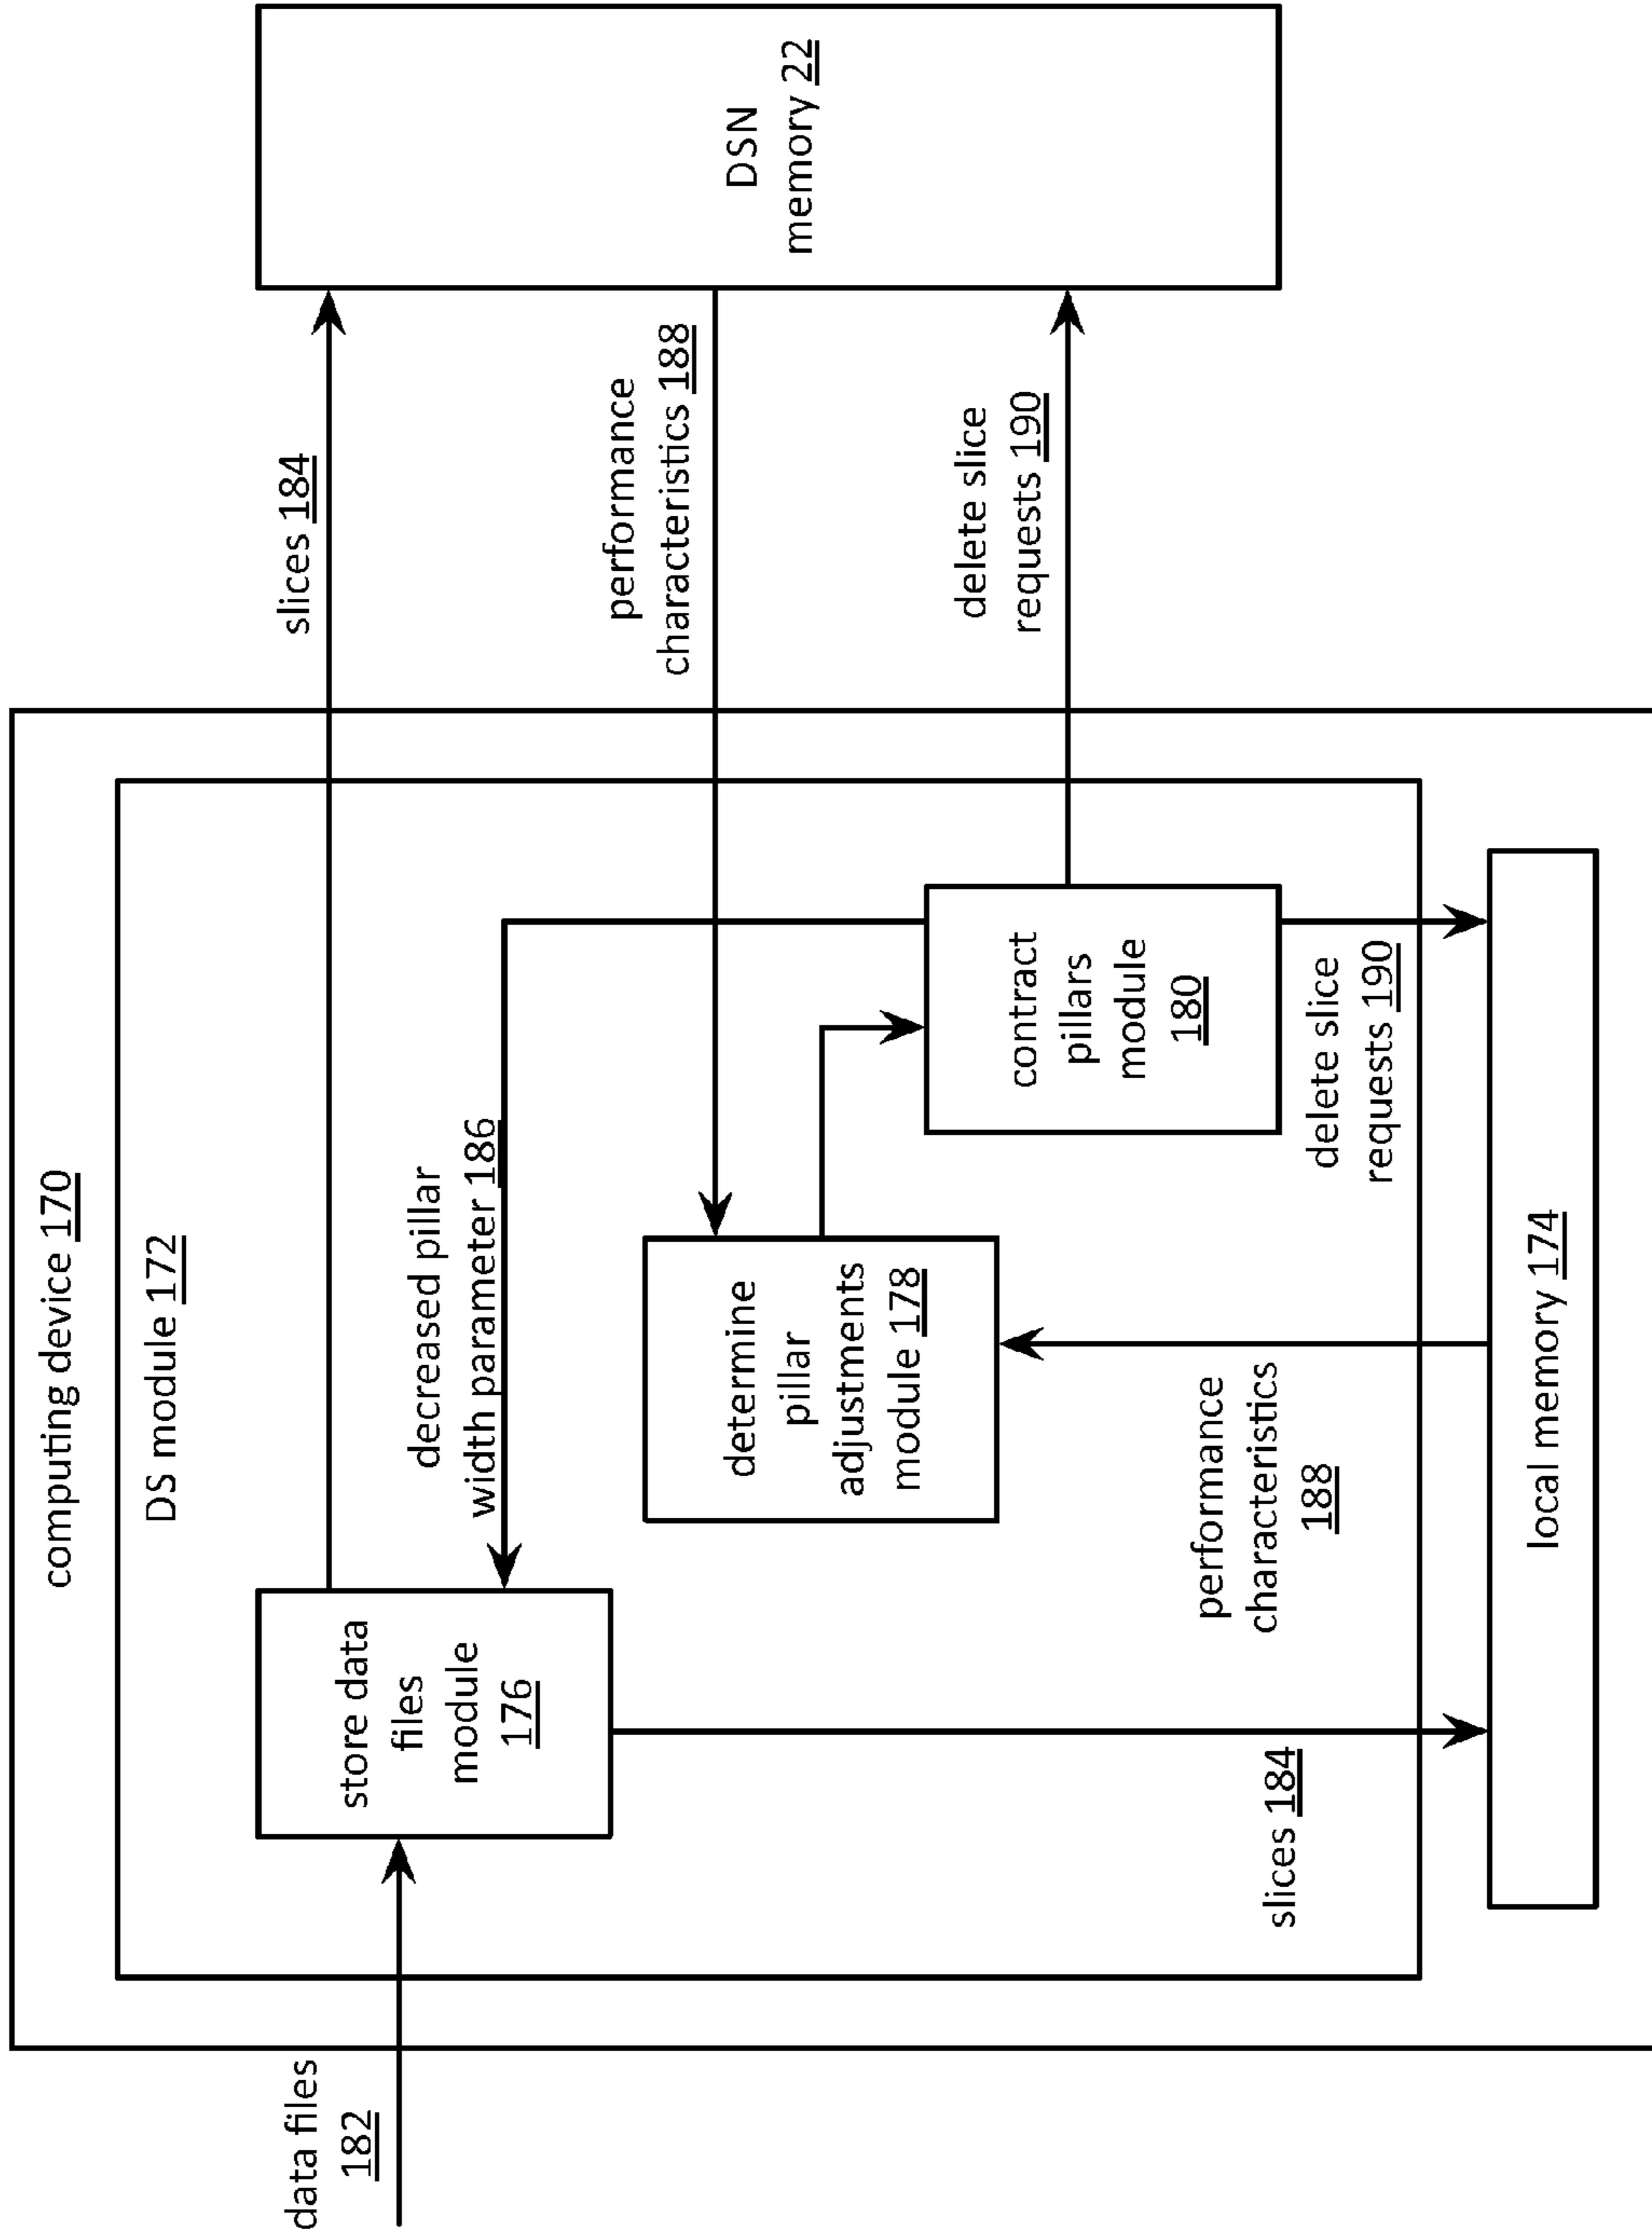 computing device 170
DS module 172
data files
182
store data
files
module
176
slices 184
decreased pillar
width parameter 186
performance
characteristics 188
DSN
memory 22
determine
pillar
adjustments
module 178
contract
pillars
module
180
delete slice
requests 190
slices 184
performance
characteristics
188
delete slice
requests 190
local memory 174